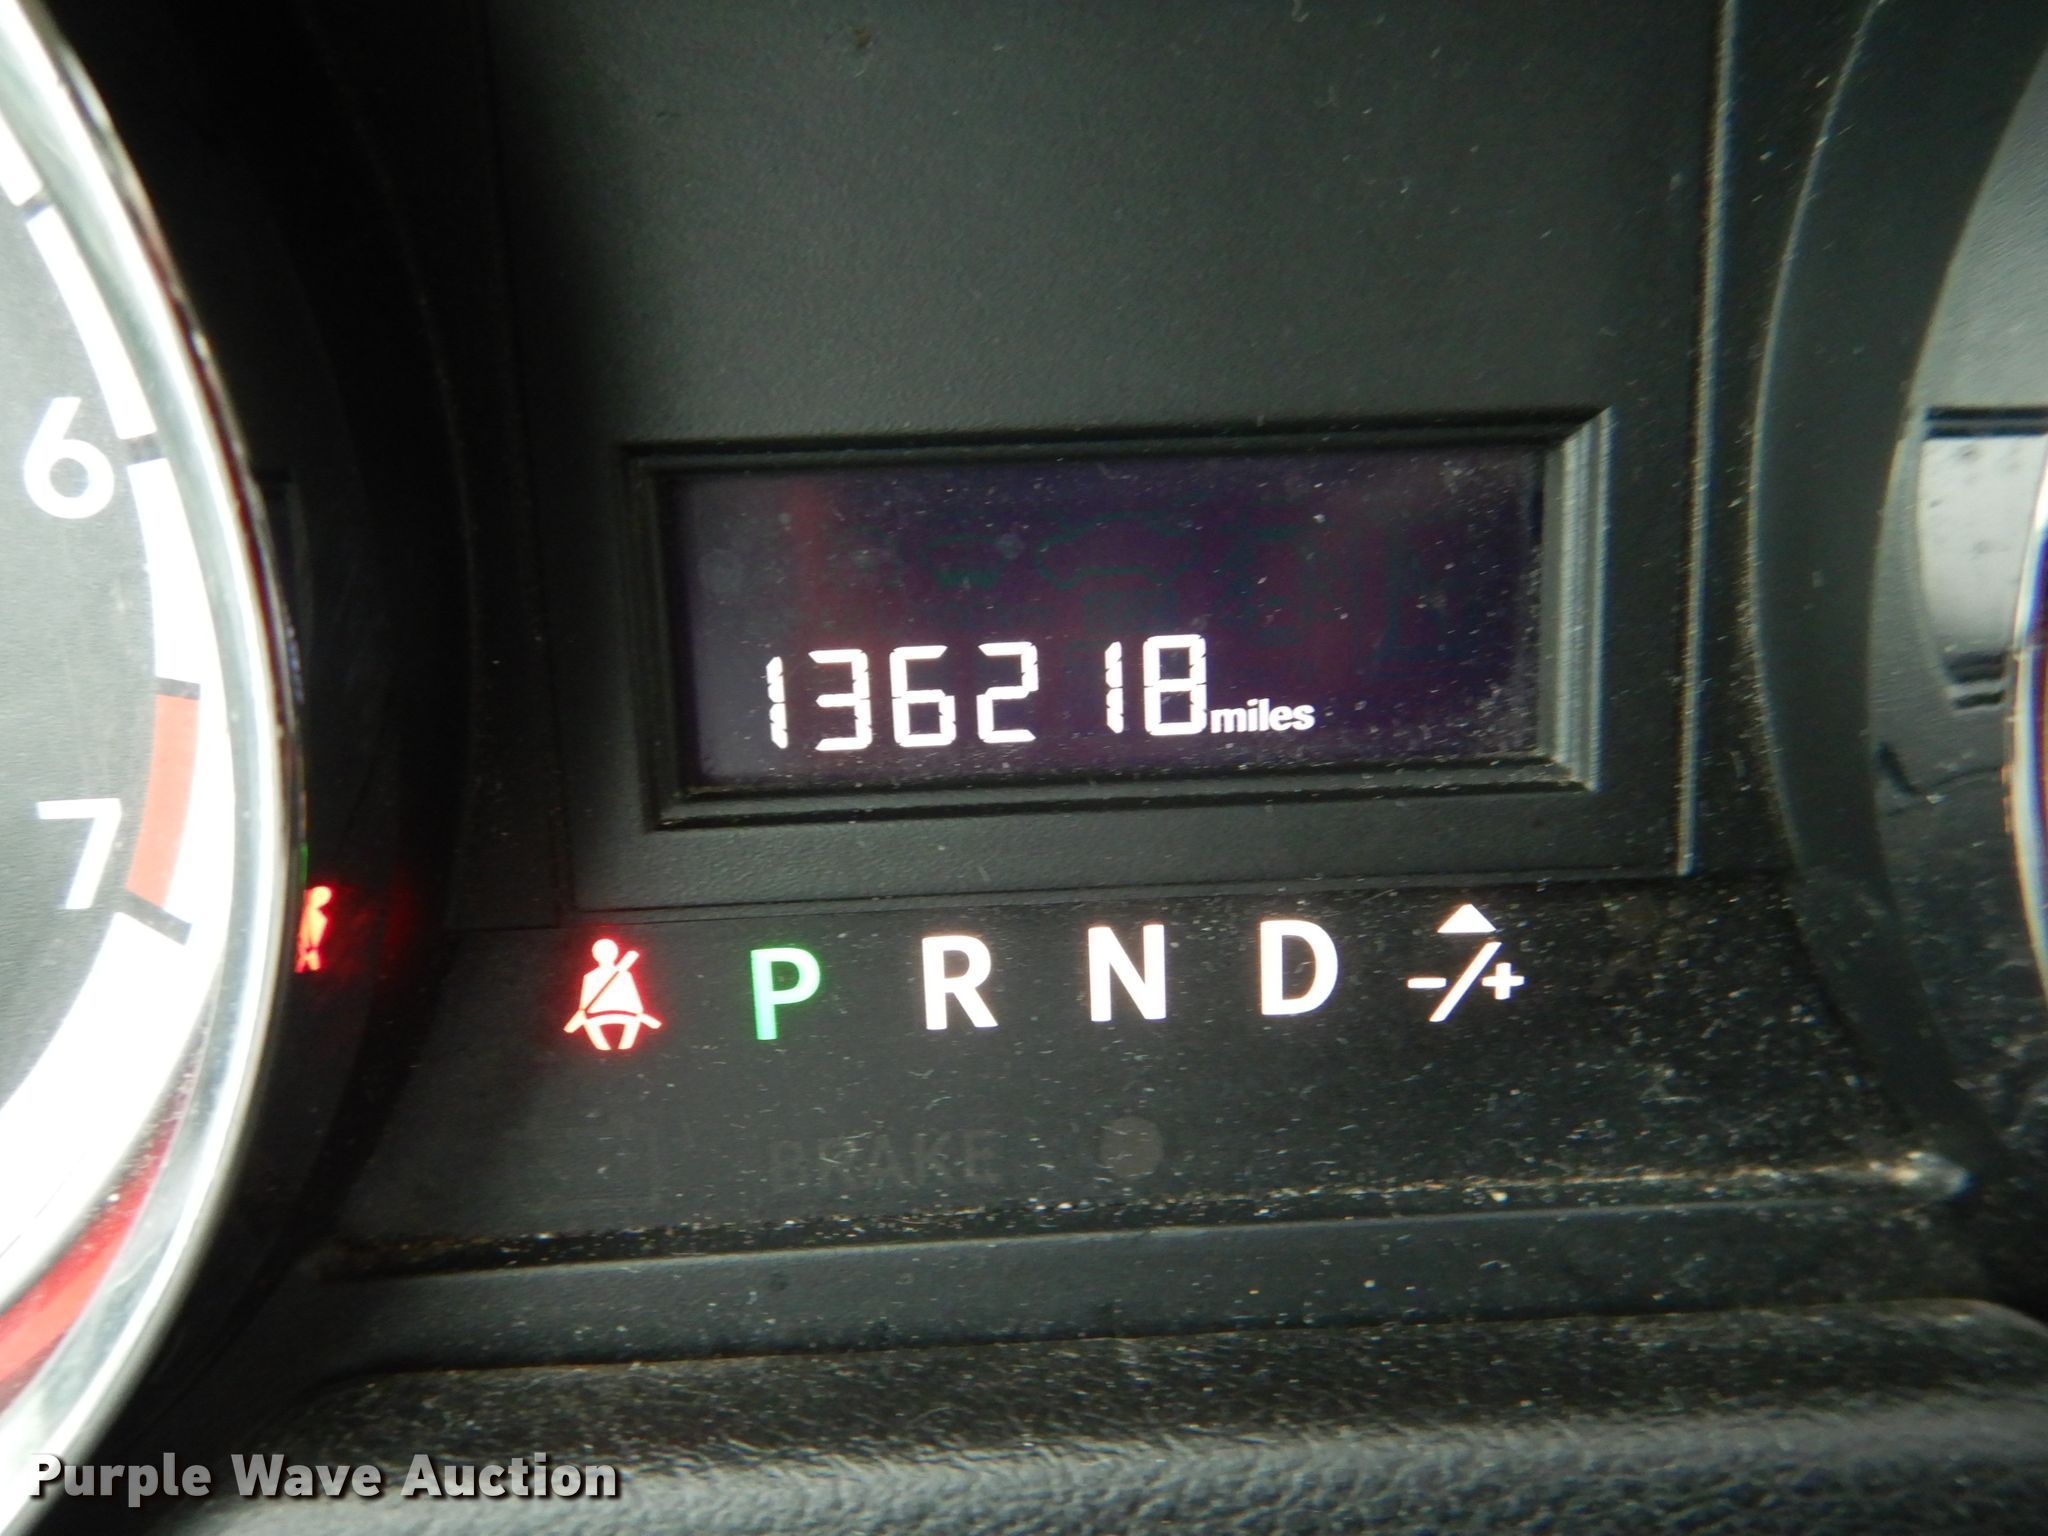 6
7
136218 miles
P R N D -/+
BRAKE
Purple Wave Auction